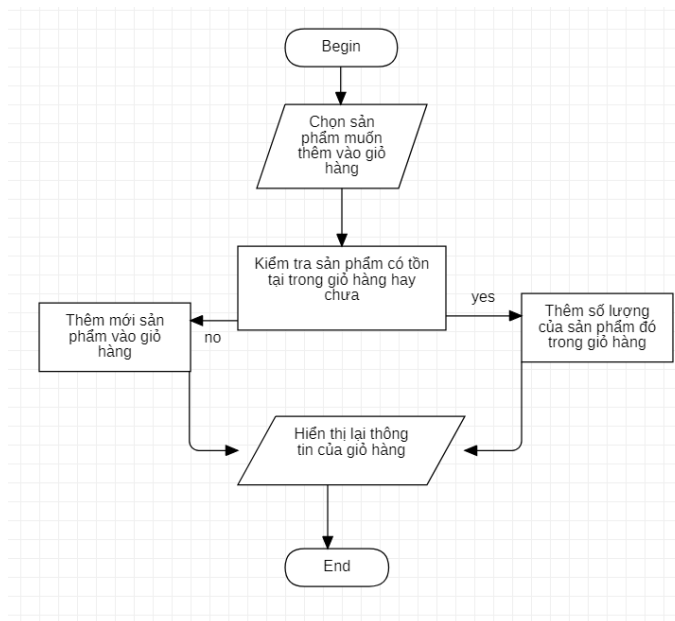 Begin
Chọn sản
phẩm muốn
thêm vào giỏ
hàng
Kiểm tra sản phẩm có tồn
tại trong giỏ hàng hay
chưa
yes
Thêm số lượng
của sản phẩm đó
trong giỏ hàng
no
Thêm mới sản
phẩm vào giỏ
hàng
Hiển thị lại thông
tin của giỏ hàng
End